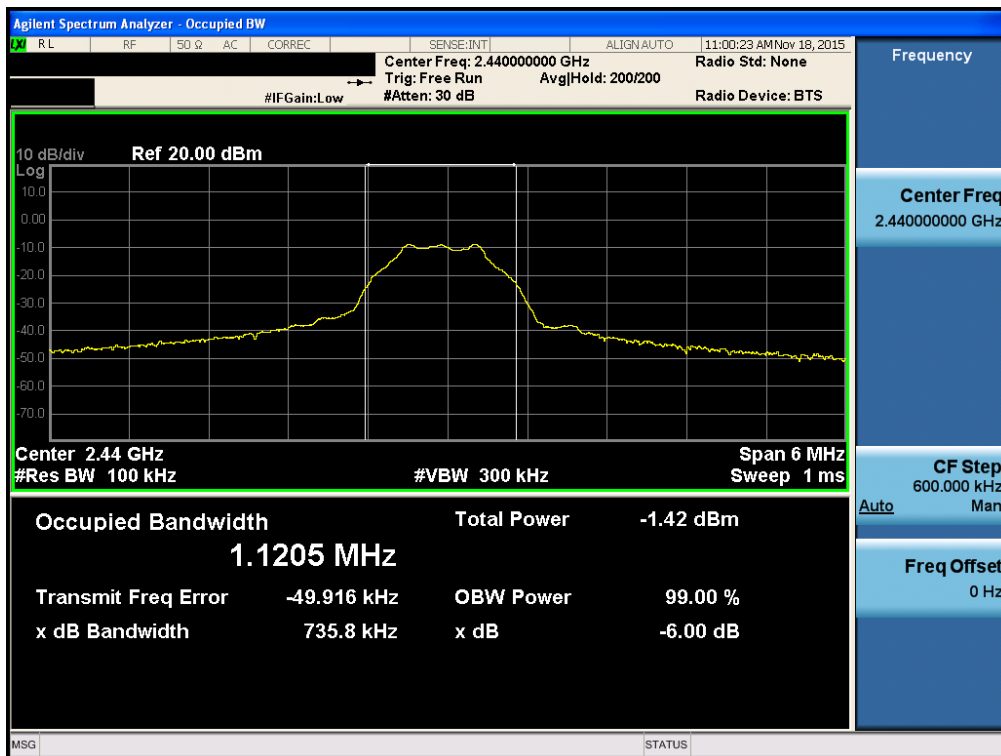 Agilent Spectrum Analyzer - Occupied BW
LXI RL RF 50 Ω AC CORREC SENSE:INT ALIGN AUTO 11:00:23 AM Nov 18, 2015
Center Freq: 2.440000000 GHz Radio Std: None
Trig: Free Run Avg|Hold: 200/200
#IFGain:Low #Atten: 30 dB Radio Device: BTS
10 dB/div Ref 20.00 dBm
Log
10.0
0.00
-10.0
-20.0
-30.0
-40.0
-50.0
-60.0
-70.0
Center 2.44 GHz Span 6 MHz
#Res BW 100 kHz #VBW 300 kHz Sweep 1 ms
Occupied Bandwidth Total Power -1.42 dBm
1.1205 MHz
Transmit Freq Error -49.916 kHz OBW Power 99.00 %
x dB Bandwidth 735.8 kHz x dB -6.00 dB
MSG STATUS
Frequency
Center Freq
2.440000000 GHz
CF Step
600.000 kHz
Auto Man
Freq Offset
0 Hz